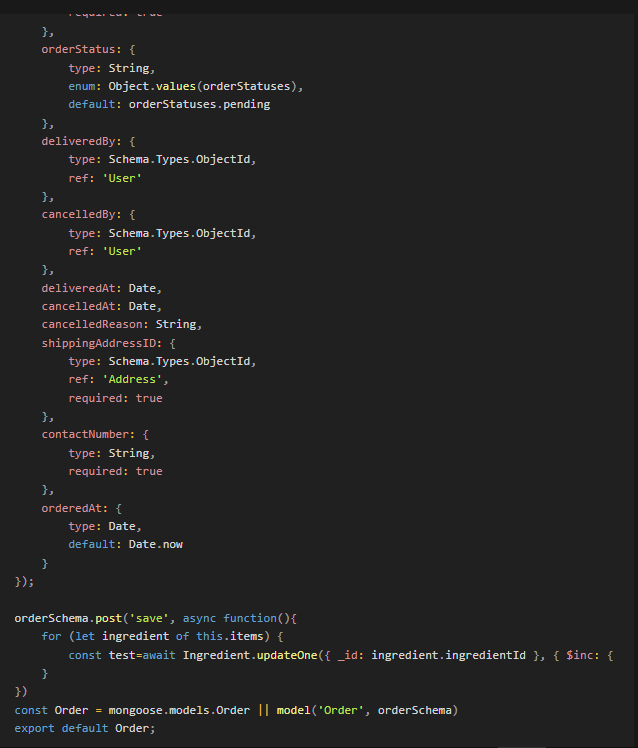 required: true
},
orderStatus: {
type: String,
enum: Object.values(orderStatuses),
default: orderStatuses.pending
},
deliveredBy: {
type: Schema.Types.ObjectId,
ref: 'User'
},
cancelledBy: {
type: Schema.Types.ObjectId,
ref: 'User'
},
deliveredAt: Date,
cancelledAt: Date,
cancelledReason: String,
shippingAddressID: {
type: Schema.Types.ObjectId,
ref: 'Address',
required: true
},
contactNumber: {
type: String,
required: true
},
orderedAt: {
type: Date,
default: Date.now
}
});
orderSchema.post('save', async function(){
for (let ingredient of this.items) {
const test=await Ingredient.updateOne({ _id: ingredient.ingredientId }, { $inc: {
}
})
const Order = mongoose.models.Order || model('Order', orderSchema)
export default Order;